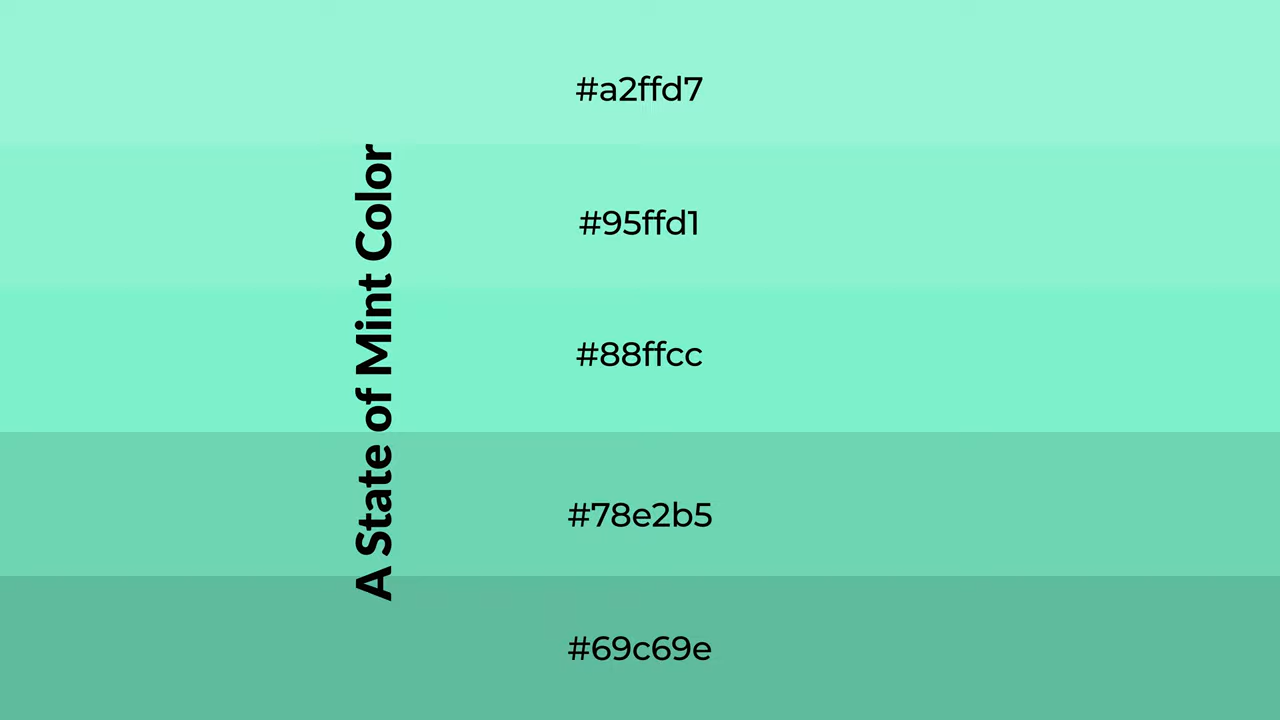 A State of Mint Color
#a2ffd7
#95ffd1
#88ffcc
#78e2b5
#69c69e